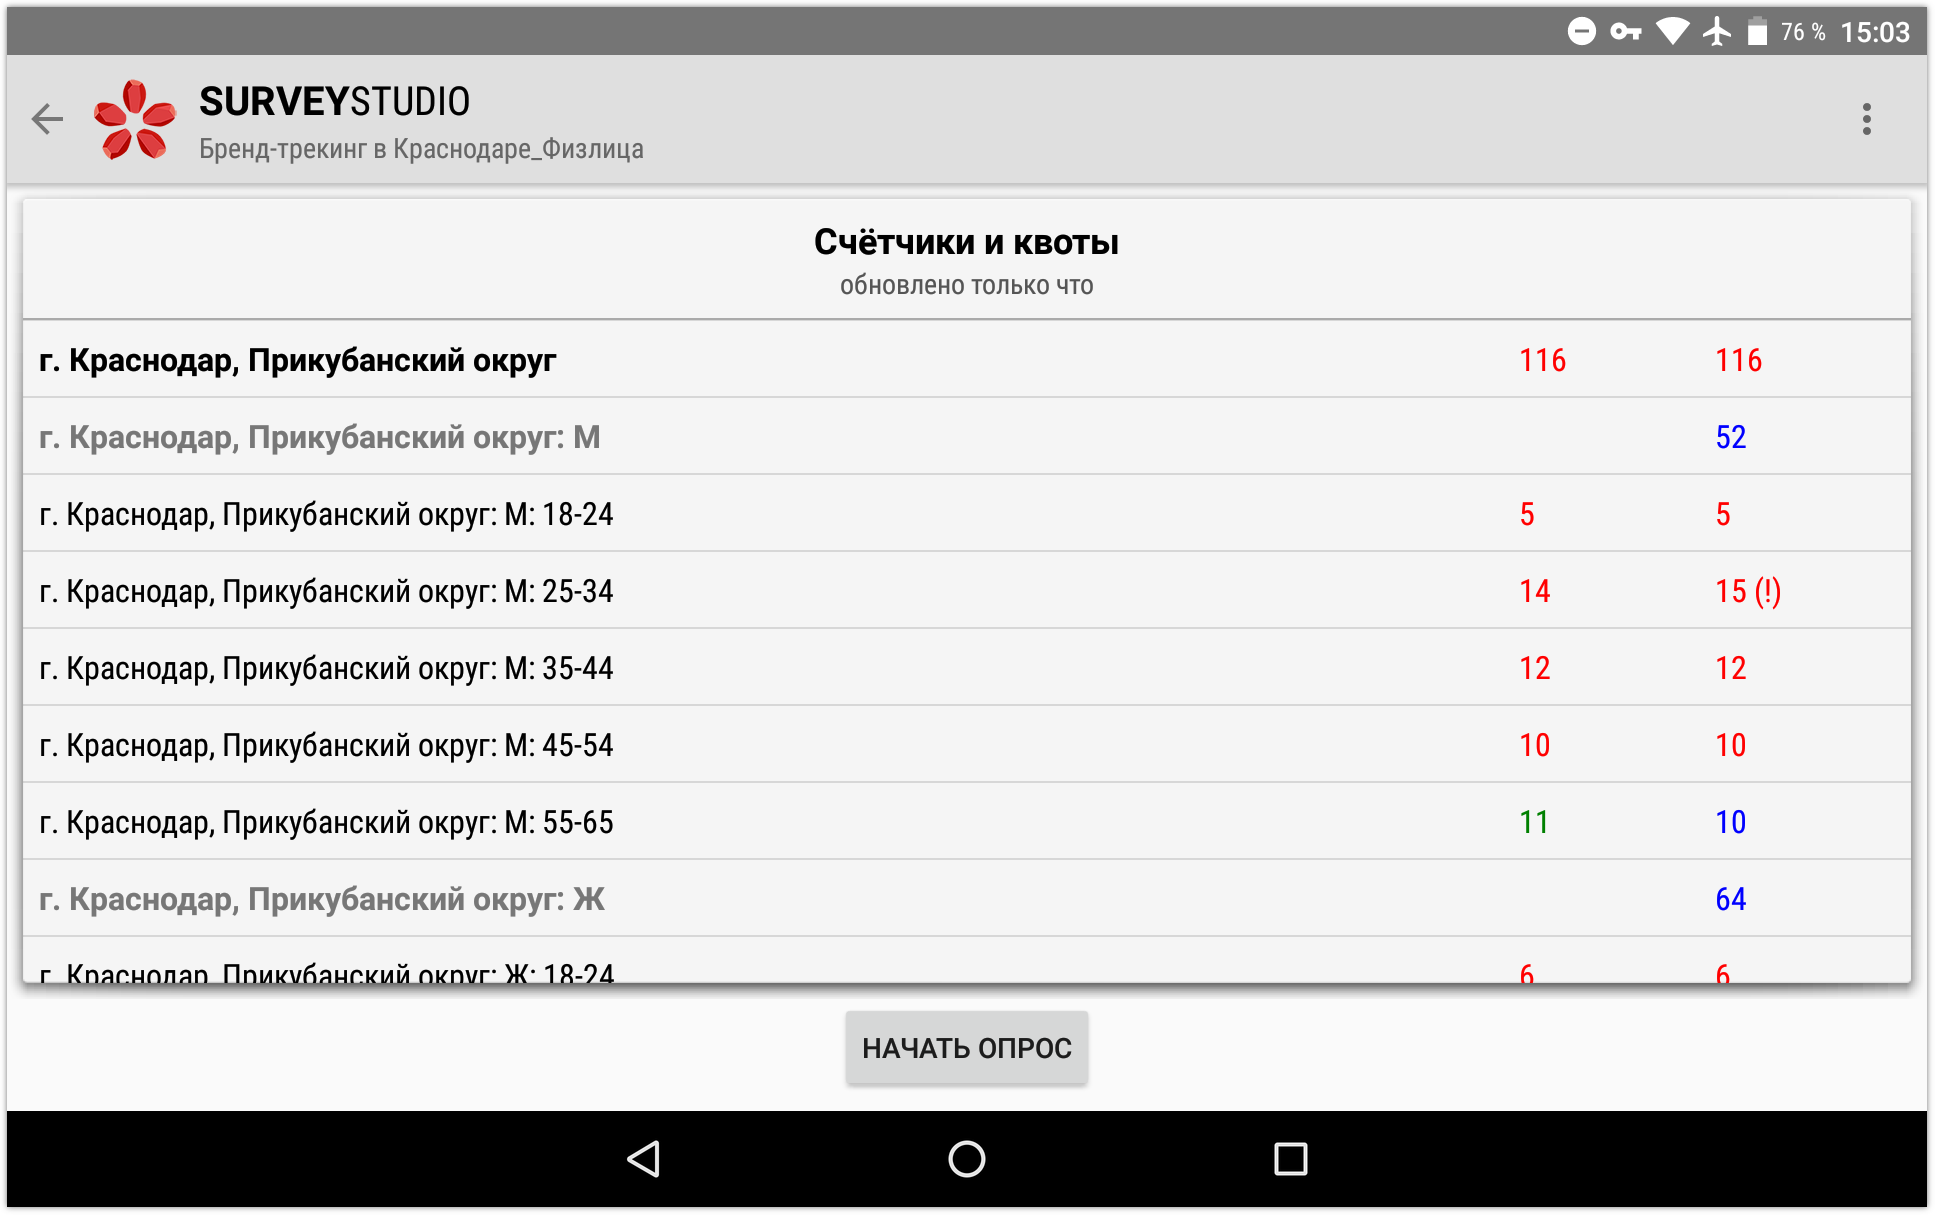 76 % 15:03
SURVEYSTUDIO
Бренд-трекинг в Краснодаре_Физлица
Счётчики и квоты
обновлено только что
г. Краснодар, Прикубанский округ 116 116
г. Краснодар, Прикубанский округ: М 52
г. Краснодар, Прикубанский округ: М: 18-24 5 5
г. Краснодар, Прикубанский округ: М: 25-34 14 15 (!)
г. Краснодар, Прикубанский округ: М: 35-44 12 12
г. Краснодар, Прикубанский округ: М: 45-54 10 10
г. Краснодар, Прикубанский округ: М: 55-65 11 10
г. Краснодар, Прикубанский округ: Ж 64
г. Краснодар, Прикубанский округ: Ж: 18-24 6 6
НАЧАТЬ ОПРОС